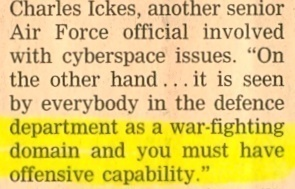 Charles Ickes, another senior
Air Force official involved
with cyberspace issues. “On
the other hand...it is seen
by everybody in the defence
department as a war-fighting
domain and you must have
offensive capability.”